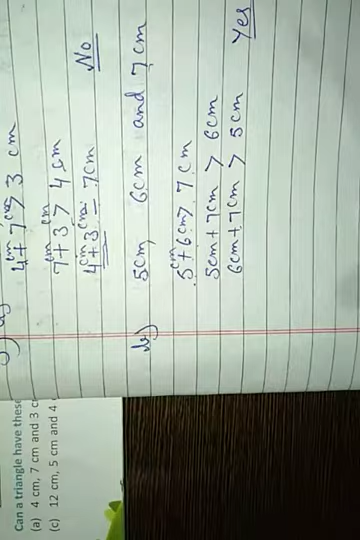 4cm + 7cm > 3 cm
7cm + 3cm > 4cm
4cm + 3cm = 7cm No
b) 5cm 6cm and 7cm
5cm + 6cm > 7cm
5cm + 7cm > 6cm
6cm + 7cm > 5cm Yes
Can a triangle have these
(a) 4 cm, 7 cm and 3 c
(c) 12 cm, 5 cm and 4